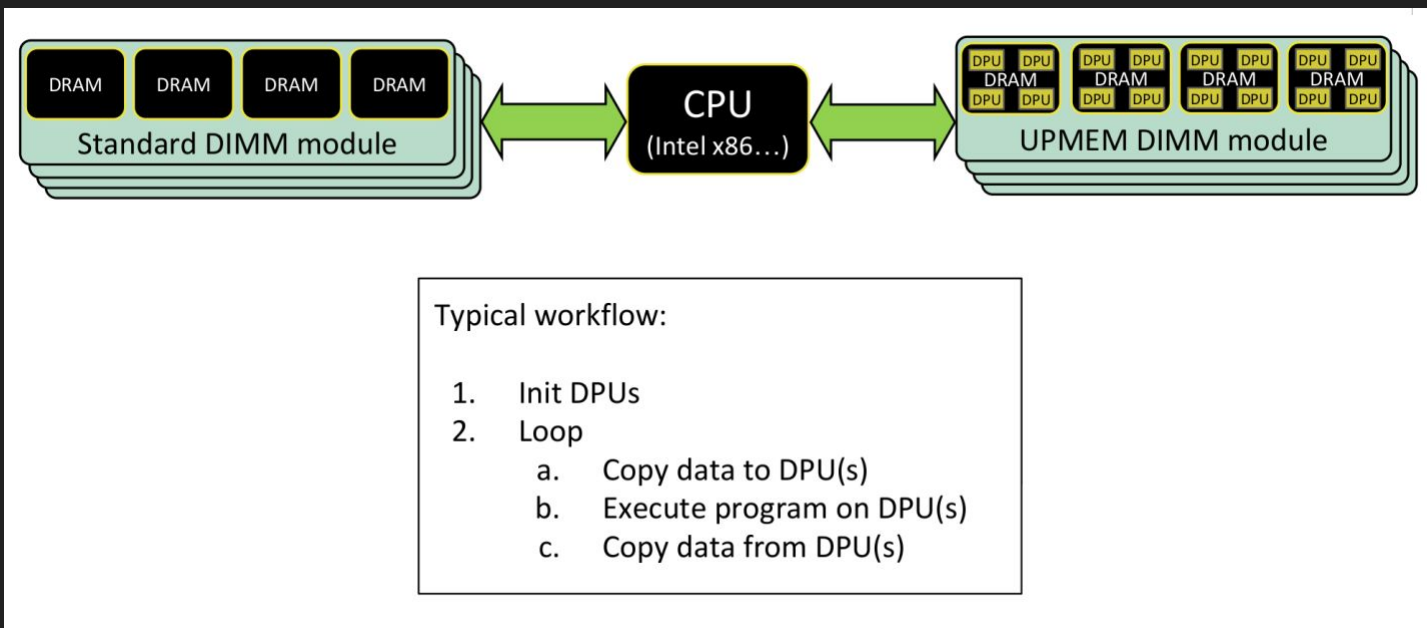 DRAM DRAM DRAM DRAM
Standard DIMM module
CPU
(Intel x86...)
DPU DPU DPU DPU DPU DPU DPU DPU
DRAM DRAM DRAM DRAM
DPU DPU DPU DPU DPU DPU DPU DPU
UPMEM DIMM module
Typical workflow:
1. Init DPUs
2. Loop
a. Copy data to DPU(s)
b. Execute program on DPU(s)
c. Copy data from DPU(s)